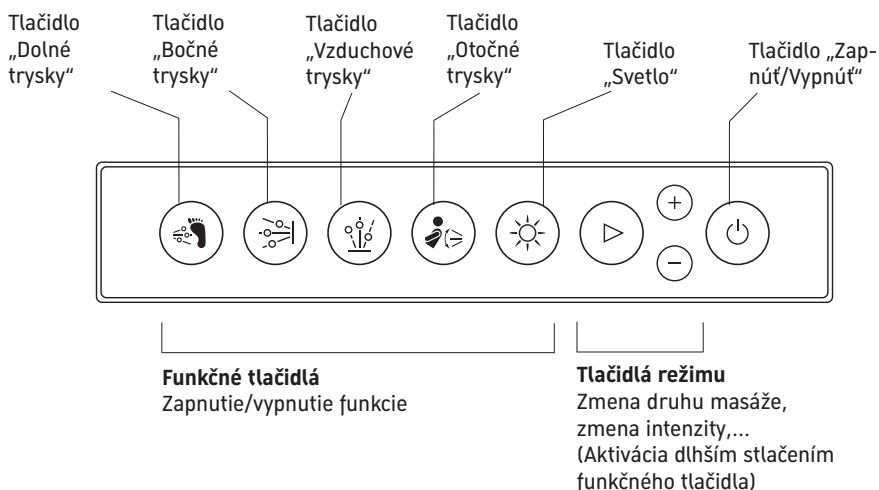 Tlačidlo
„Dolné
trysky“
Tlačidlo
„Bočné
trysky“
Tlačidlo
„Vzduchové
trysky“
Tlačidlo
„Otočné
trysky“
Tlačidlo
„Svetlo“
Tlačidlo „Zap-
núť/Vypnúť“
Funkčné tlačidlá
Zapnutie/vypnutie funkcie
Tlačidlá režimu
Zmena druhu masáže,
zmena intenzity,...
(Aktivácia dlhším stlačením
funkčného tlačidla)